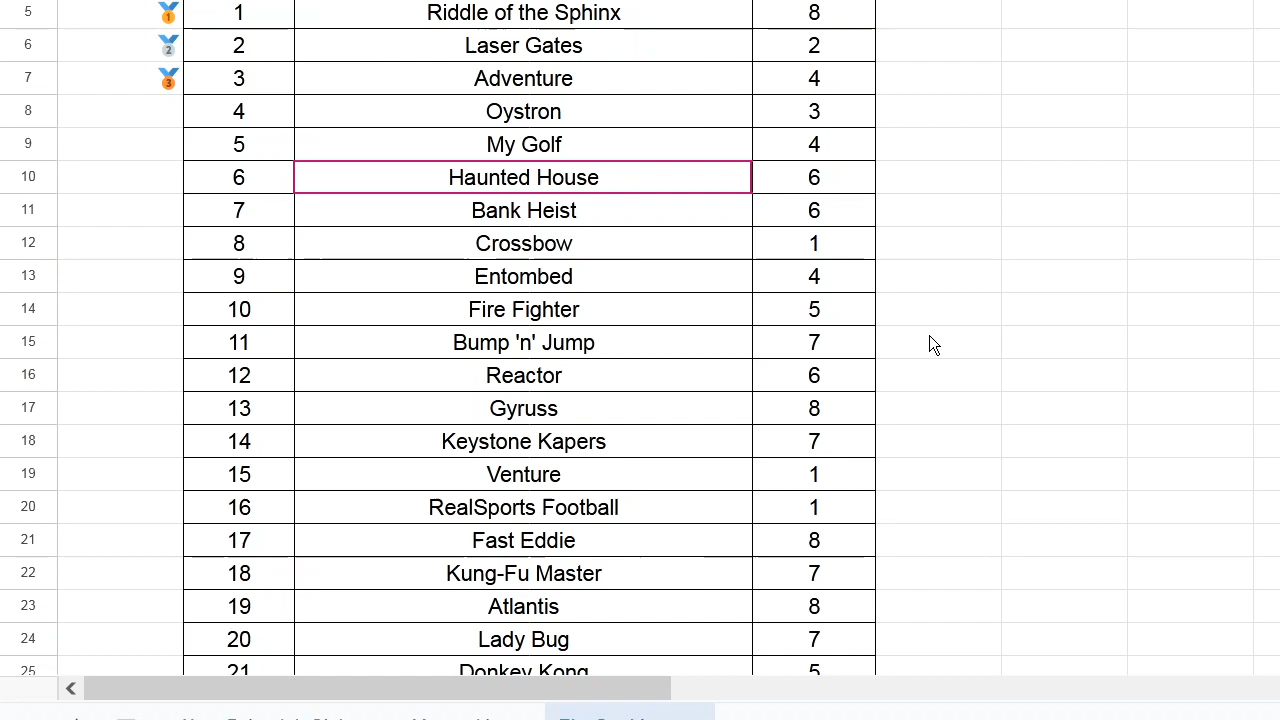 5 1 1 Riddle of the Sphinx 8
6 2 2 Laser Gates 2
7 3 3 Adventure 4
8 4 Oystron 3
9 5 My Golf 4
10 6 Haunted House 6
11 7 Bank Heist 6
12 8 Crossbow 1
13 9 Entombed 4
14 10 Fire Fighter 5
15 11 Bump 'n' Jump 7
16 12 Reactor 6
17 13 Gyruss 8
18 14 Keystone Kapers 7
19 15 Venture 1
20 16 RealSports Football 1
21 17 Fast Eddie 8
22 18 Kung-Fu Master 7
23 19 Atlantis 8
24 20 Lady Bug 7
25 21 Donkey Kong 5